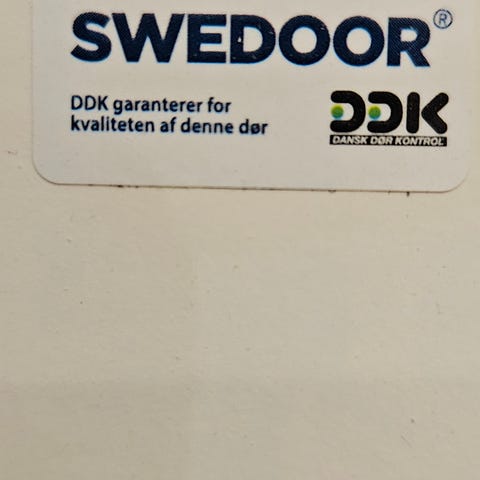 SWEDOOR®
DDK garanterer for
kvaliteten af denne dør
DDK
DANSK DØR KONTROL